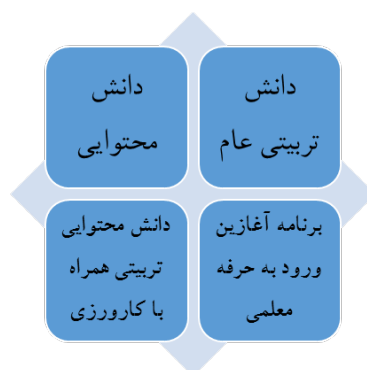 دانش
تربیتی عام
دانش
محتوایی
برنامه آغازین
ورود به حرفه
معلمی
دانش محتوایی
تربیتی همراه
با کارورزی